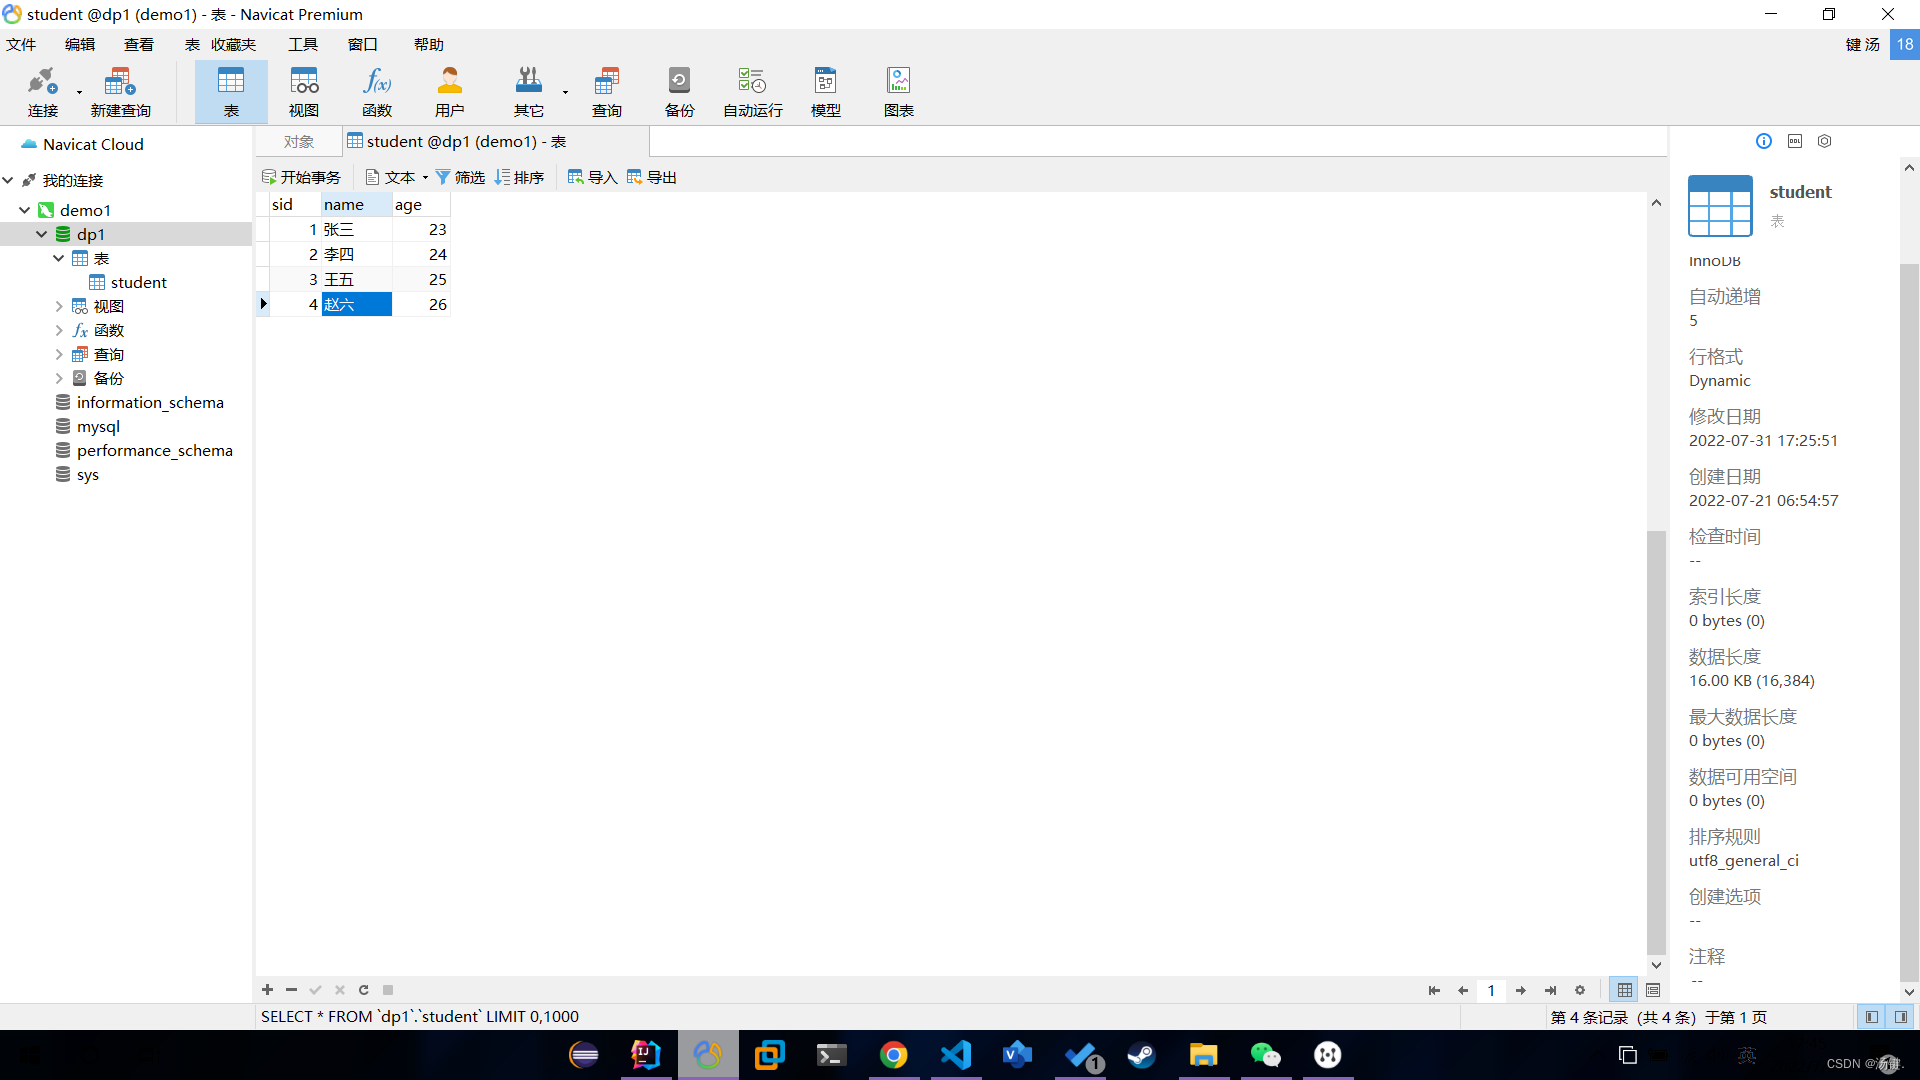 student @dp1 (demo1) - 表 - Navicat Premium
文件 编辑 查看 表 收藏夹 工具 窗口 帮助 键 汤 18
连接 新建查询 表 视图 函数 用户 其它 查询 备份 自动运行 模型 图表
Navicat Cloud
我的连接
demo1
dp1
表
student
视图
函数
查询
备份
information_schema
mysql
performance_schema
sys
对象 student @dp1 (demo1) - 表
开始事务 文本 筛选 排序 导入 导出
sid name age
1 张三 23
2 李四 24
3 王五 25
4 赵六 26
student
表
InnoDB
自动递增
5
行格式
Dynamic
修改日期
2022-07-31 17:25:51
创建日期
2022-07-21 06:54:57
检查时间
--
索引长度
0 bytes (0)
数据长度
16.00 KB (16,384)
最大数据长度
0 bytes (0)
数据可用空间
0 bytes (0)
排序规则
utf8_general_ci
创建选项
--
注释
--
1
SELECT * FROM `dp1`.`student` LIMIT 0,1000
第 4 条记录 (共 4 条) 于第 1 页
英
CSDN @汤键.